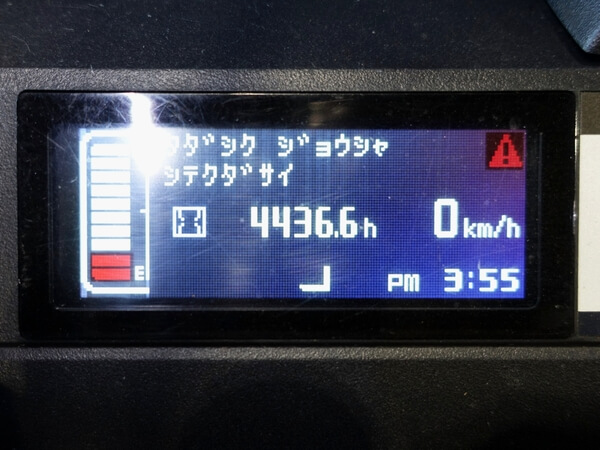 タダシク ジョウシャ
シテクダサイ
4436.6h
0km/h
E
PM 3:55